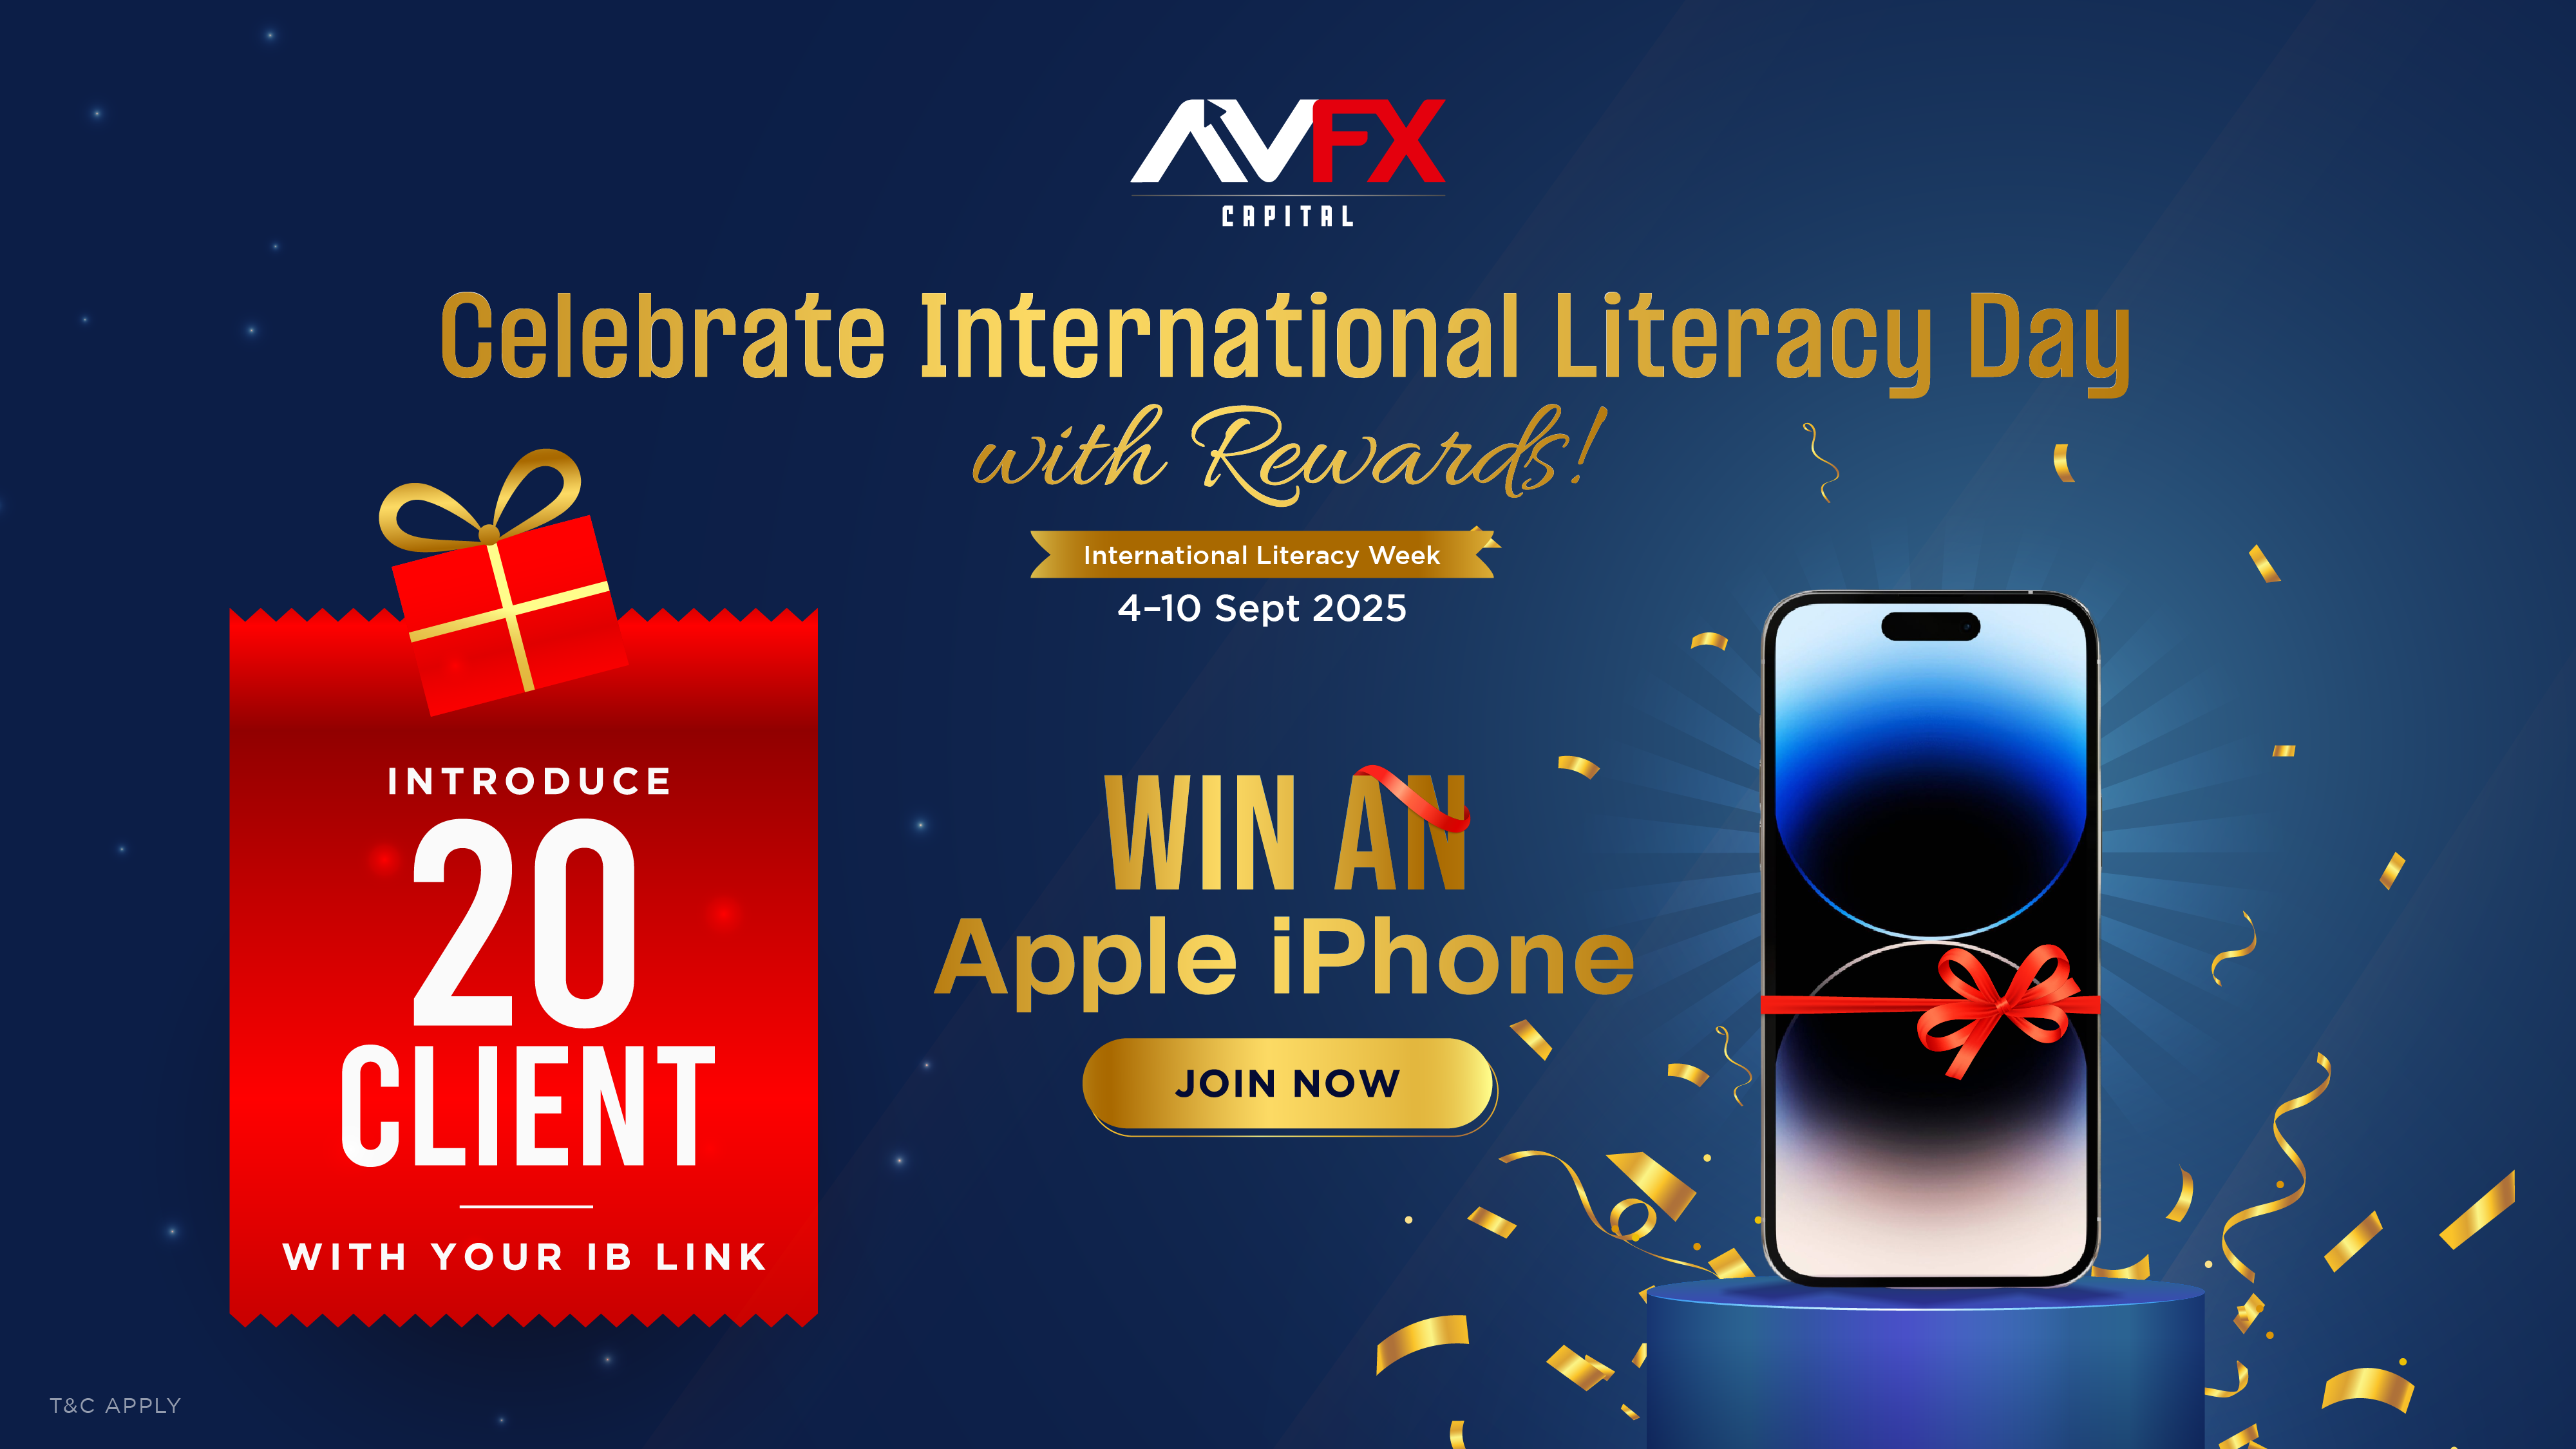 AVFX
CAPITAL
Celebrate International Literacy Day
with Rewards!
International Literacy Week
4–10 Sept 2025
INTRODUCE
20
CLIENT
WITH YOUR IB LINK
WIN AN
Apple iPhone
JOIN NOW
T&C APPLY